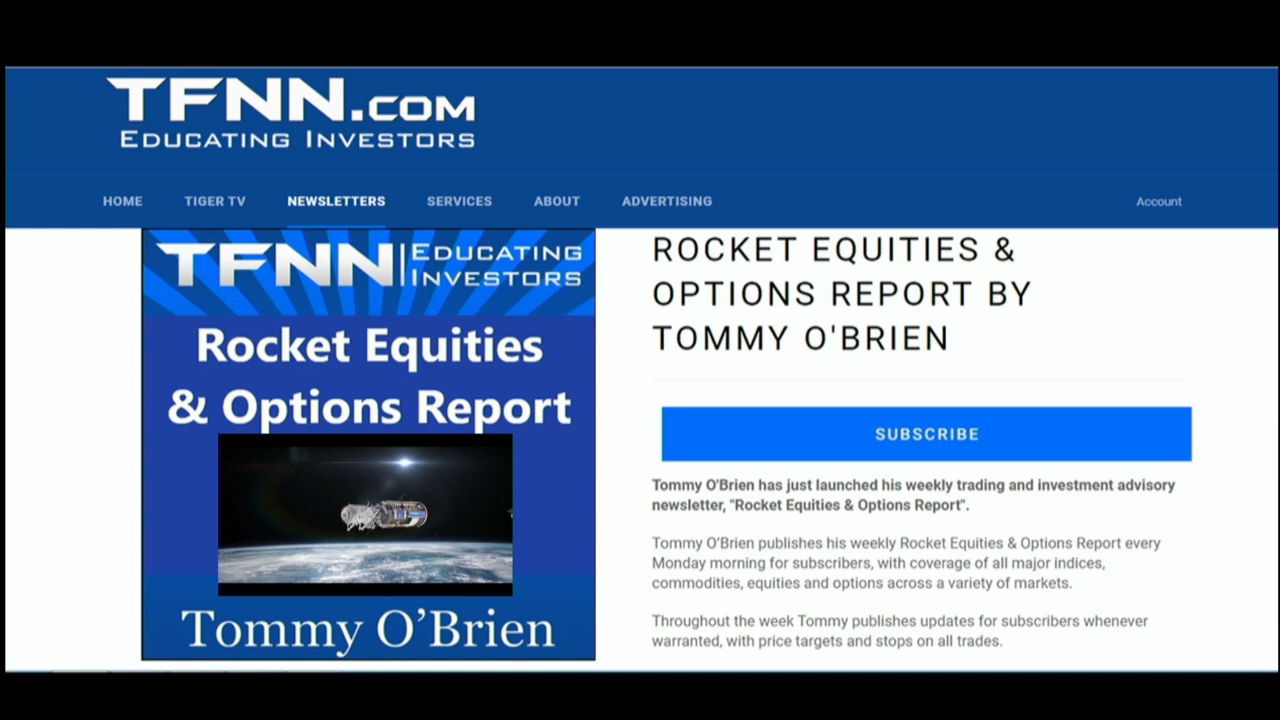 TFNN.COM
EDUCATING INVESTORS
HOME TIGER TV NEWSLETTERS SERVICES ABOUT ADVERTISING Account
TFNN EDUCATING
INVESTORS
Rocket Equities
& Options Report
Tommy O’Brien
ROCKET EQUITIES &
OPTIONS REPORT BY
TOMMY O'BRIEN
SUBSCRIBE
Tommy O'Brien has just launched his weekly trading and investment advisory
newsletter, "Rocket Equities & Options Report".
Tommy O'Brien publishes his weekly Rocket Equities & Options Report every
Monday morning for subscribers, with coverage of all major indices,
commodities, equities and options across a variety of markets.
Throughout the week Tommy publishes updates for subscribers whenever
warranted, with price targets and stops on all trades.